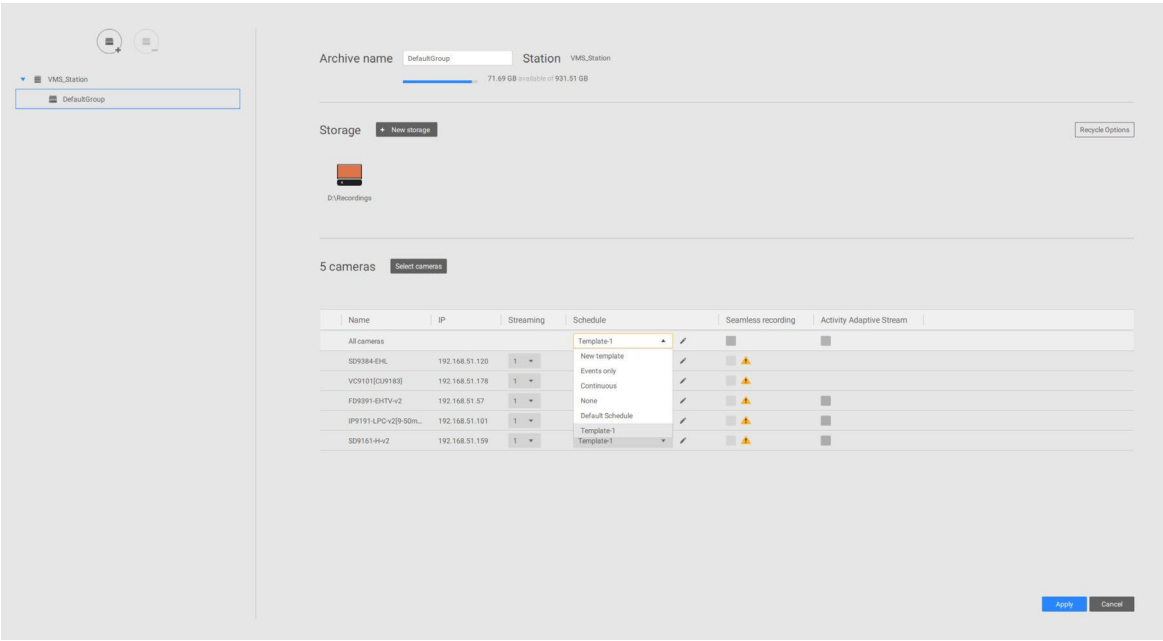 Archive name DefaultGroup Station VMS_Station
71.69 GB available of 931.51 GB
VMS_Station
DefaultGroup
Storage + New storage Recycle Options
D:\Recordings
5 cameras Select cameras
Name IP Streaming Schedule Seamless recording Activity Adaptive Stream
All cameras Template-1
New template
SD9384-EHL 192.168.51.120 1
Events only
VC9101[CU9183] 192.168.51.178 1
Continuous
FD9391-EHTV-v2 192.168.51.57 1
None
Default Schedule
IP9191-LPC-v2[9-50m... 192.168.51.101 1
Template-1
SD9161-H-v2 192.168.51.159 1 Template-1
Apply Cancel